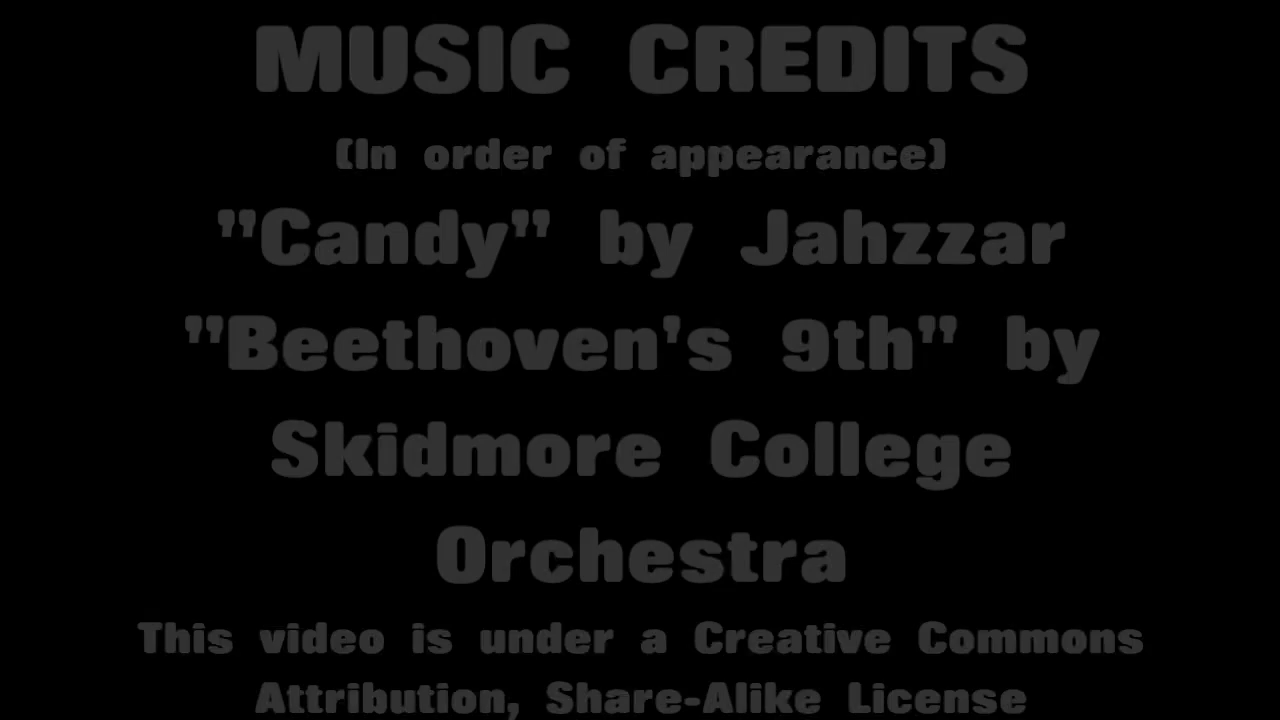 MUSIC CREDITS
(In order of appearance)
"Candy" by Jahzzar
"Beethoven's 9th" by
Skidmore College
Orchestra
This video is under a Creative Commons
Attribution, Share-Alike License